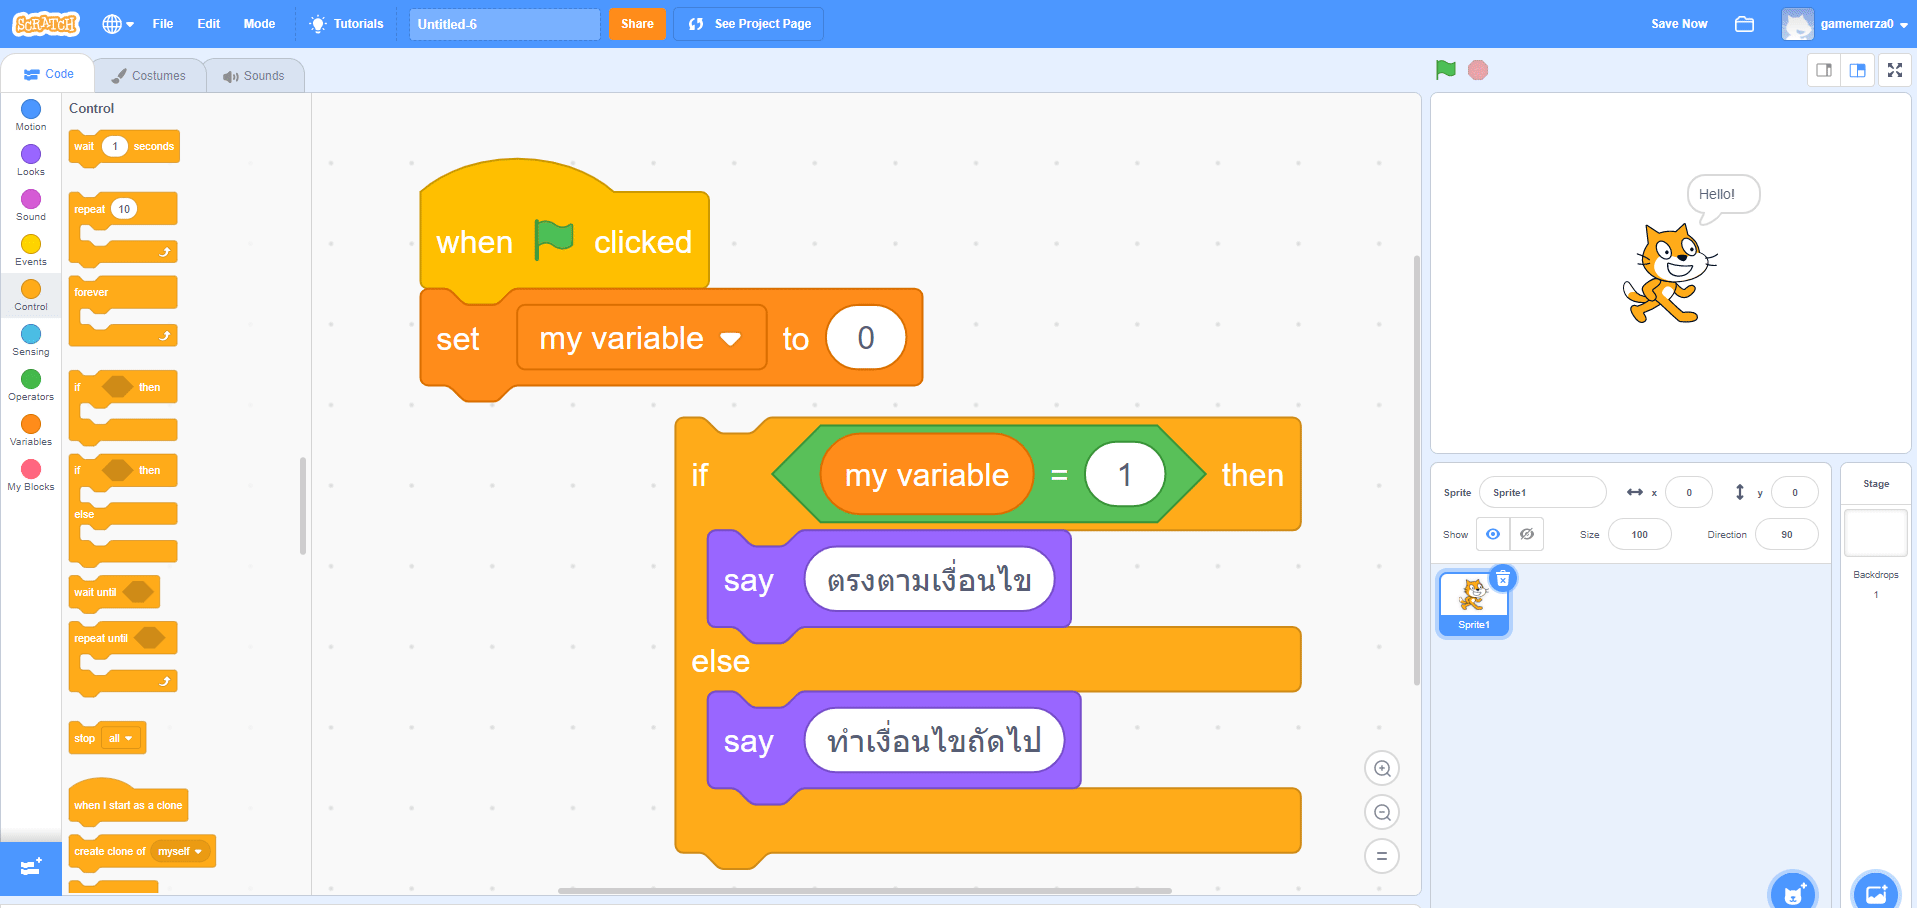 SCRATCH
File Edit Mode Tutorials Untitled-6 Share See Project Page Save Now gamemerza0
Code Costumes Sounds
Motion
Looks
Sound
Events
Control
Sensing
Operators
Variables
My Blocks
Control
wait 1 seconds
repeat 10
forever
if then
if then
else
wait until
repeat until
stop all
when I start as a clone
create clone of myself
when clicked
set my variable to 0
if my variable = 1 then
say ตรงตามเงื่อนไข
else
say ทำเงื่อนไขถัดไป
Hello!
Sprite Sprite1 x 0 y 0
Show Size 100 Direction 90
Sprite1
Stage
Backdrops
1